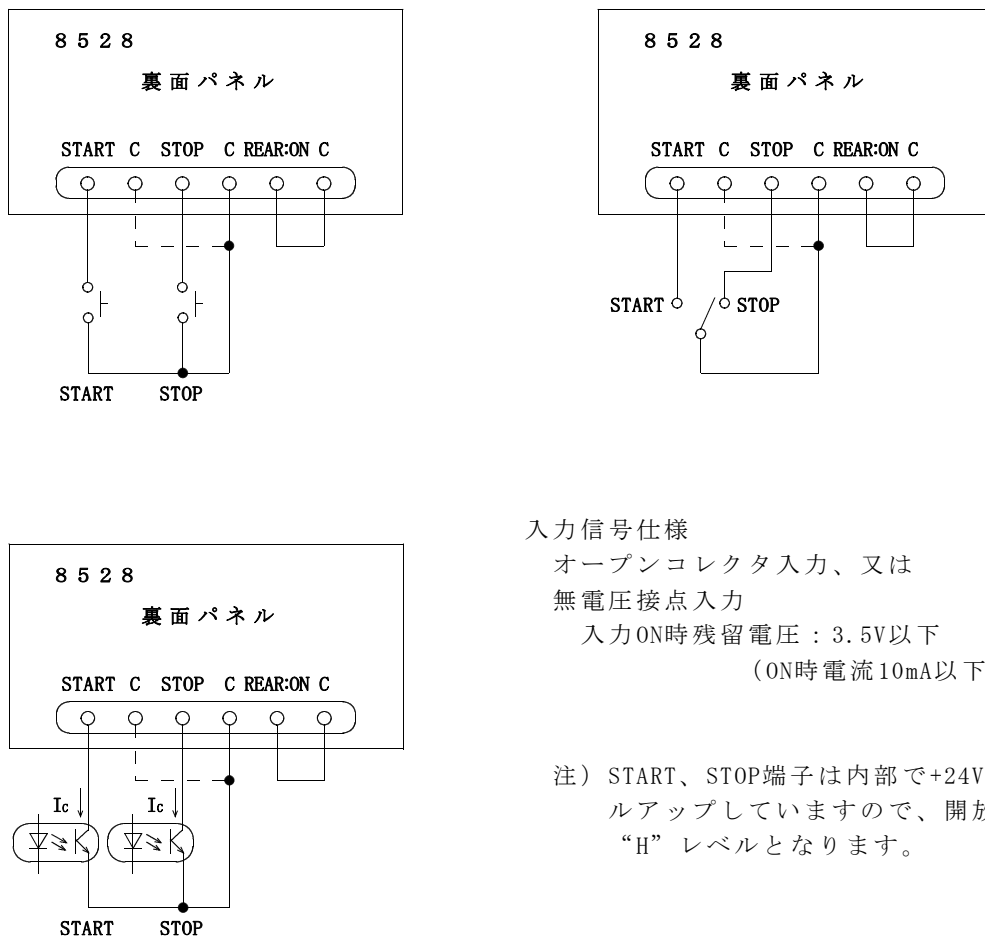 8528
裏面パネル
START C STOP C REAR:ON C
START STOP
8528
裏面パネル
START C STOP C REAR:ON C
START STOP
8528
裏面パネル
START C STOP C REAR:ON C
Ic Ic
START STOP
入力信号仕様
オープンコレクタ入力、又は
無電圧接点入力
入力ON時残留電圧：3.5V以下
（ON時電流10mA以下
注）START、STOP端子は内部で+24V
ルアップしていますので、開放
“H”レベルとなります。